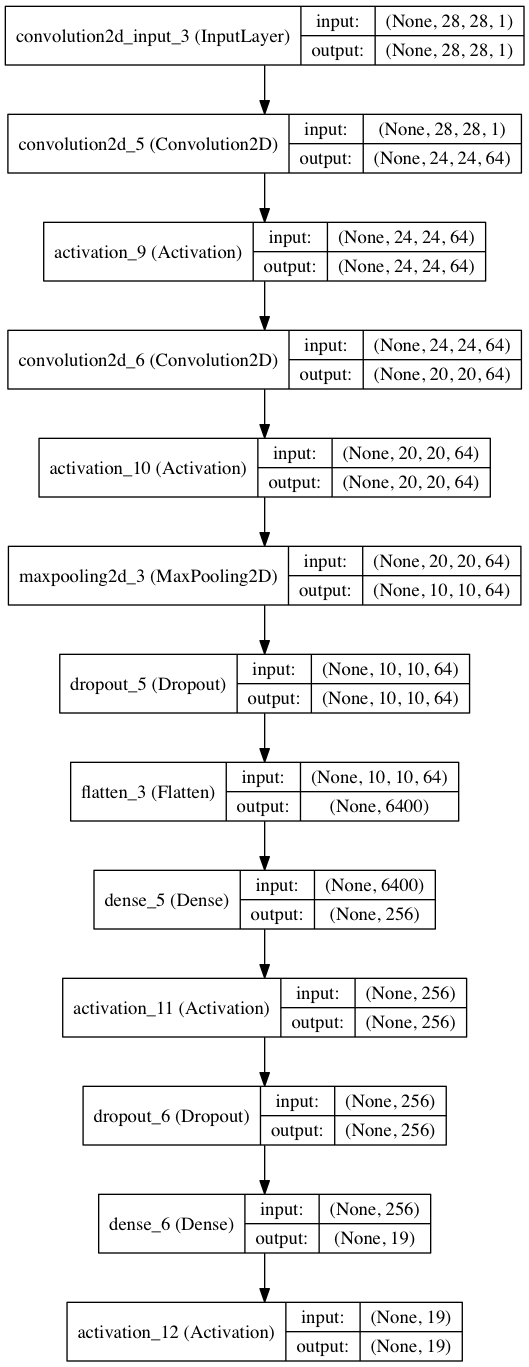 convolution2d_input_3 (InputLayer)
input: (None, 28, 28, 1)
output: (None, 28, 28, 1)
convolution2d_5 (Convolution2D)
input: (None, 28, 28, 1)
output: (None, 24, 24, 64)
activation_9 (Activation)
input: (None, 24, 24, 64)
output: (None, 24, 24, 64)
convolution2d_6 (Convolution2D)
input: (None, 24, 24, 64)
output: (None, 20, 20, 64)
activation_10 (Activation)
input: (None, 20, 20, 64)
output: (None, 20, 20, 64)
maxpooling2d_3 (MaxPooling2D)
input: (None, 20, 20, 64)
output: (None, 10, 10, 64)
dropout_5 (Dropout)
input: (None, 10, 10, 64)
output: (None, 10, 10, 64)
flatten_3 (Flatten)
input: (None, 10, 10, 64)
output: (None, 6400)
dense_5 (Dense)
input: (None, 6400)
output: (None, 256)
activation_11 (Activation)
input: (None, 256)
output: (None, 256)
dropout_6 (Dropout)
input: (None, 256)
output: (None, 256)
dense_6 (Dense)
input: (None, 256)
output: (None, 19)
activation_12 (Activation)
input: (None, 19)
output: (None, 19)